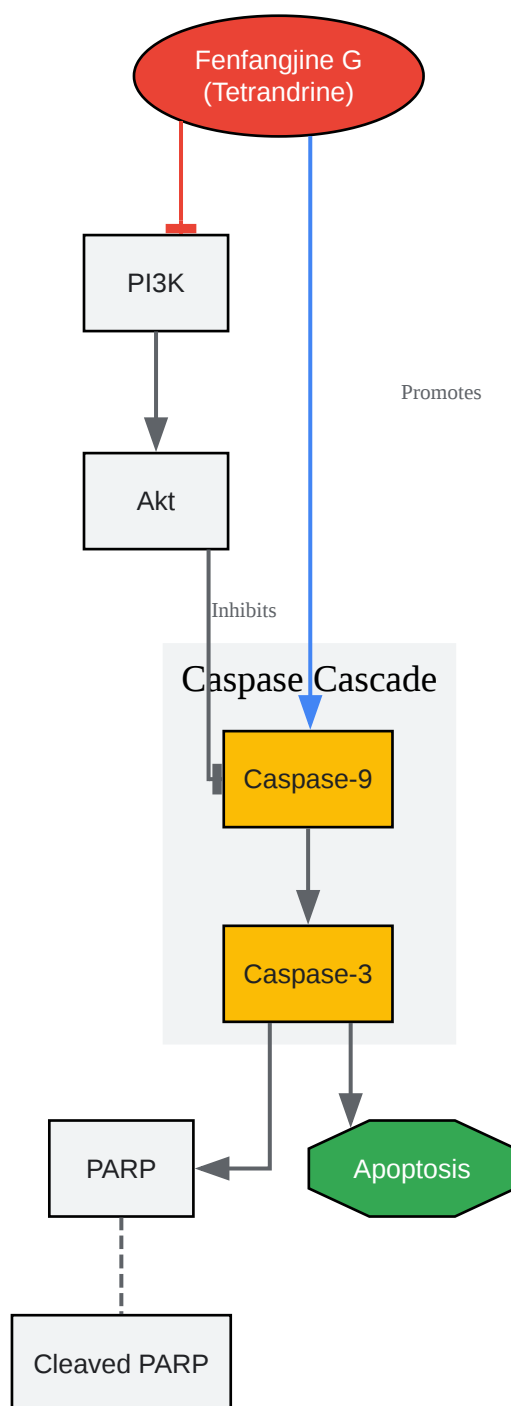 Fenfangjine G
(Tetrandrine)
PI3K
Promotes
Akt
Inhibits
Caspase Cascade
Caspase-9
Caspase-3
PARP
Apoptosis
Cleaved PARP